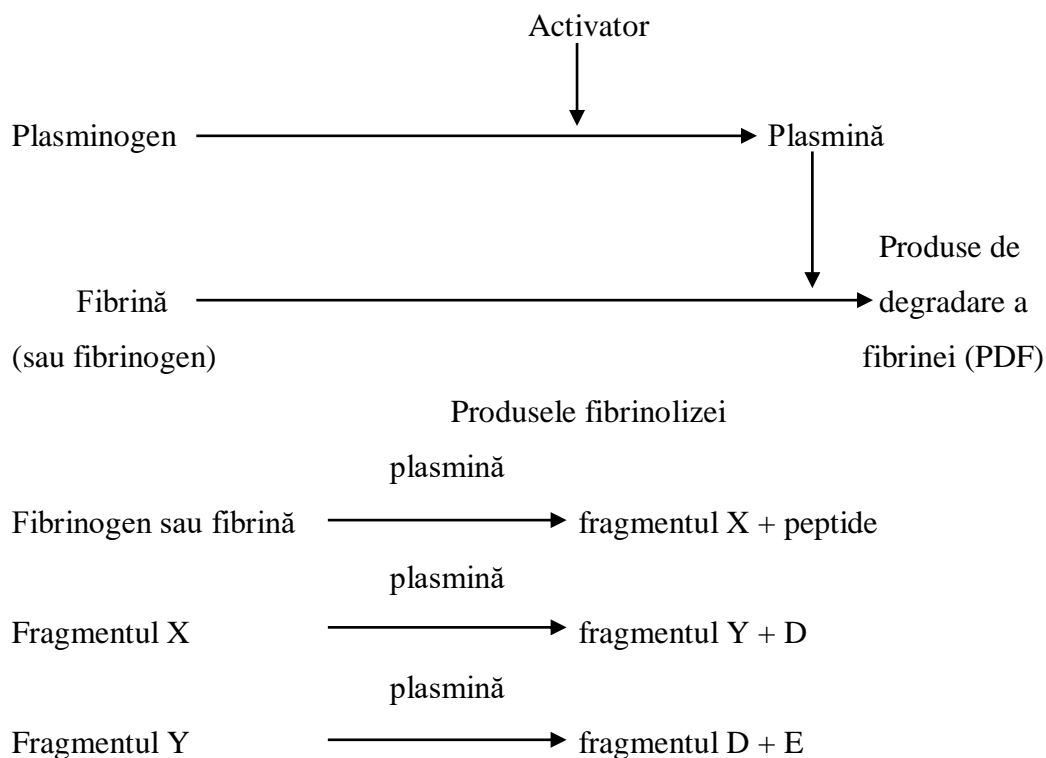 Activator
Plasminogen Plasmină
Produse de
Fibrină degradare a
(sau fibrinogen) fibrinei (PDF)
Produsele fibrinolizei
plasmină
Fibrinogen sau fibrină fragmentul X + peptide
plasmină
Fragmentul X fragmentul Y + D
plasmină
Fragmentul Y fragmentul D + E